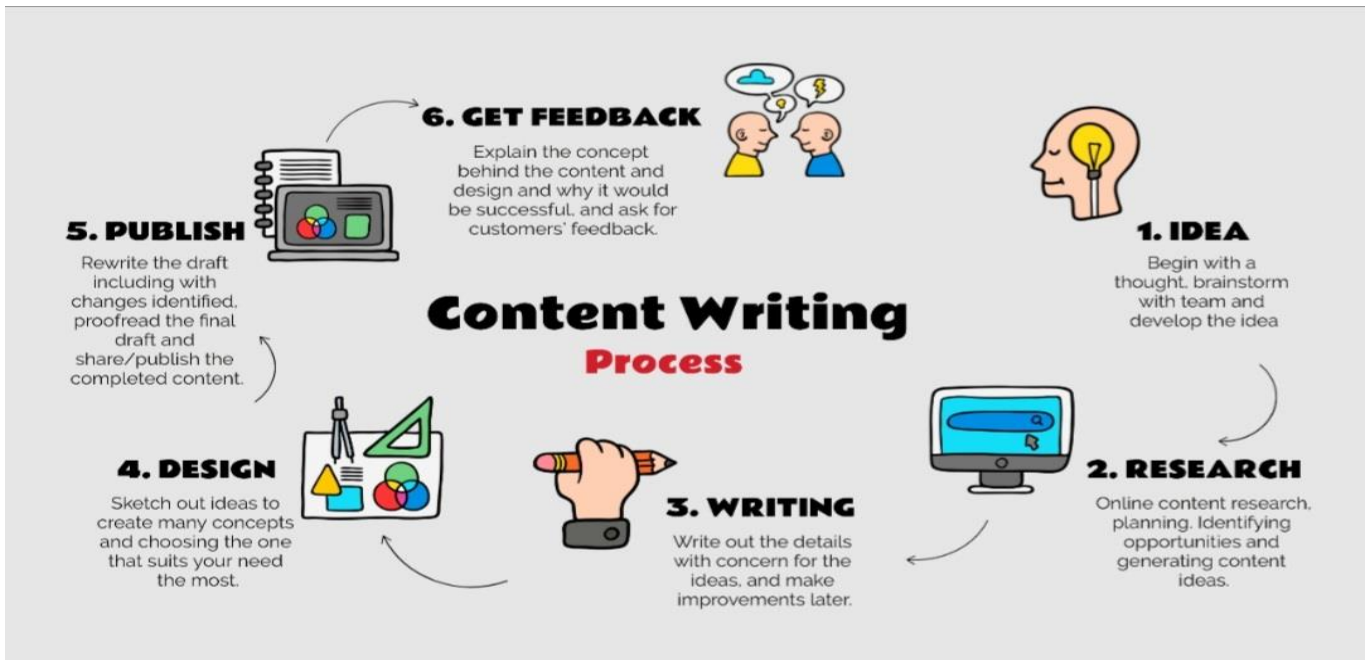 Content Writing
Process
1. IDEA
Begin with a
thought, brainstorm
with team and
develop the idea
2. RESEARCH
Online content research,
planning. Identifying
opportunities and
generating content
ideas.
3. WRITING
Write out the details
with concern for the
ideas, and make
improvements later.
4. DESIGN
Sketch out ideas to
create many concepts
and choosing the one
that suits your need
the most.
5. PUBLISH
Rewrite the draft
including with
changes identified,
proofread the final
draft and
share/publish the
completed content.
6. GET FEEDBACK
Explain the concept
behind the content and
design and why it would
be successful, and ask for
customers' feedback.